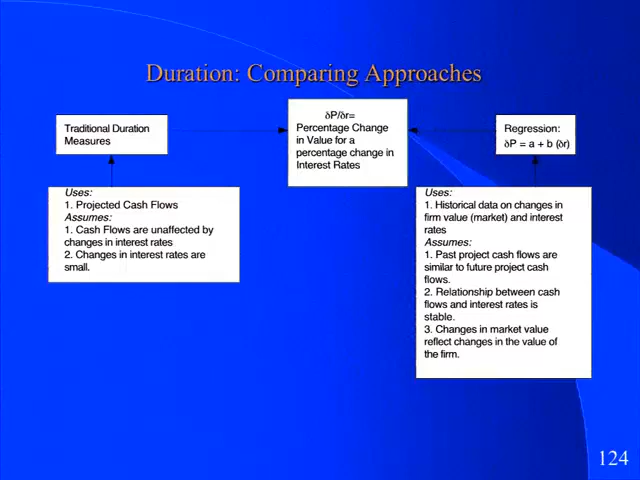 Duration: Comparing Approaches
Traditional Duration
Measures
δP/δr=
Percentage Change
in Value for a
percentage change in
Interest Rates
Regression:
δP = a + b (δr)
Uses:
1. Projected Cash Flows
Assumes:
1. Cash Flows are unaffected by
changes in interest rates
2. Changes in interest rates are
small.
Uses:
1. Historical data on changes in
firm value (market) and interest
rates
Assumes:
1. Past project cash flows are
similar to future project cash
flows.
2. Relationship between cash
flows and interest rates is
stable.
3. Changes in market value
reflect changes in the value of
the firm.
124